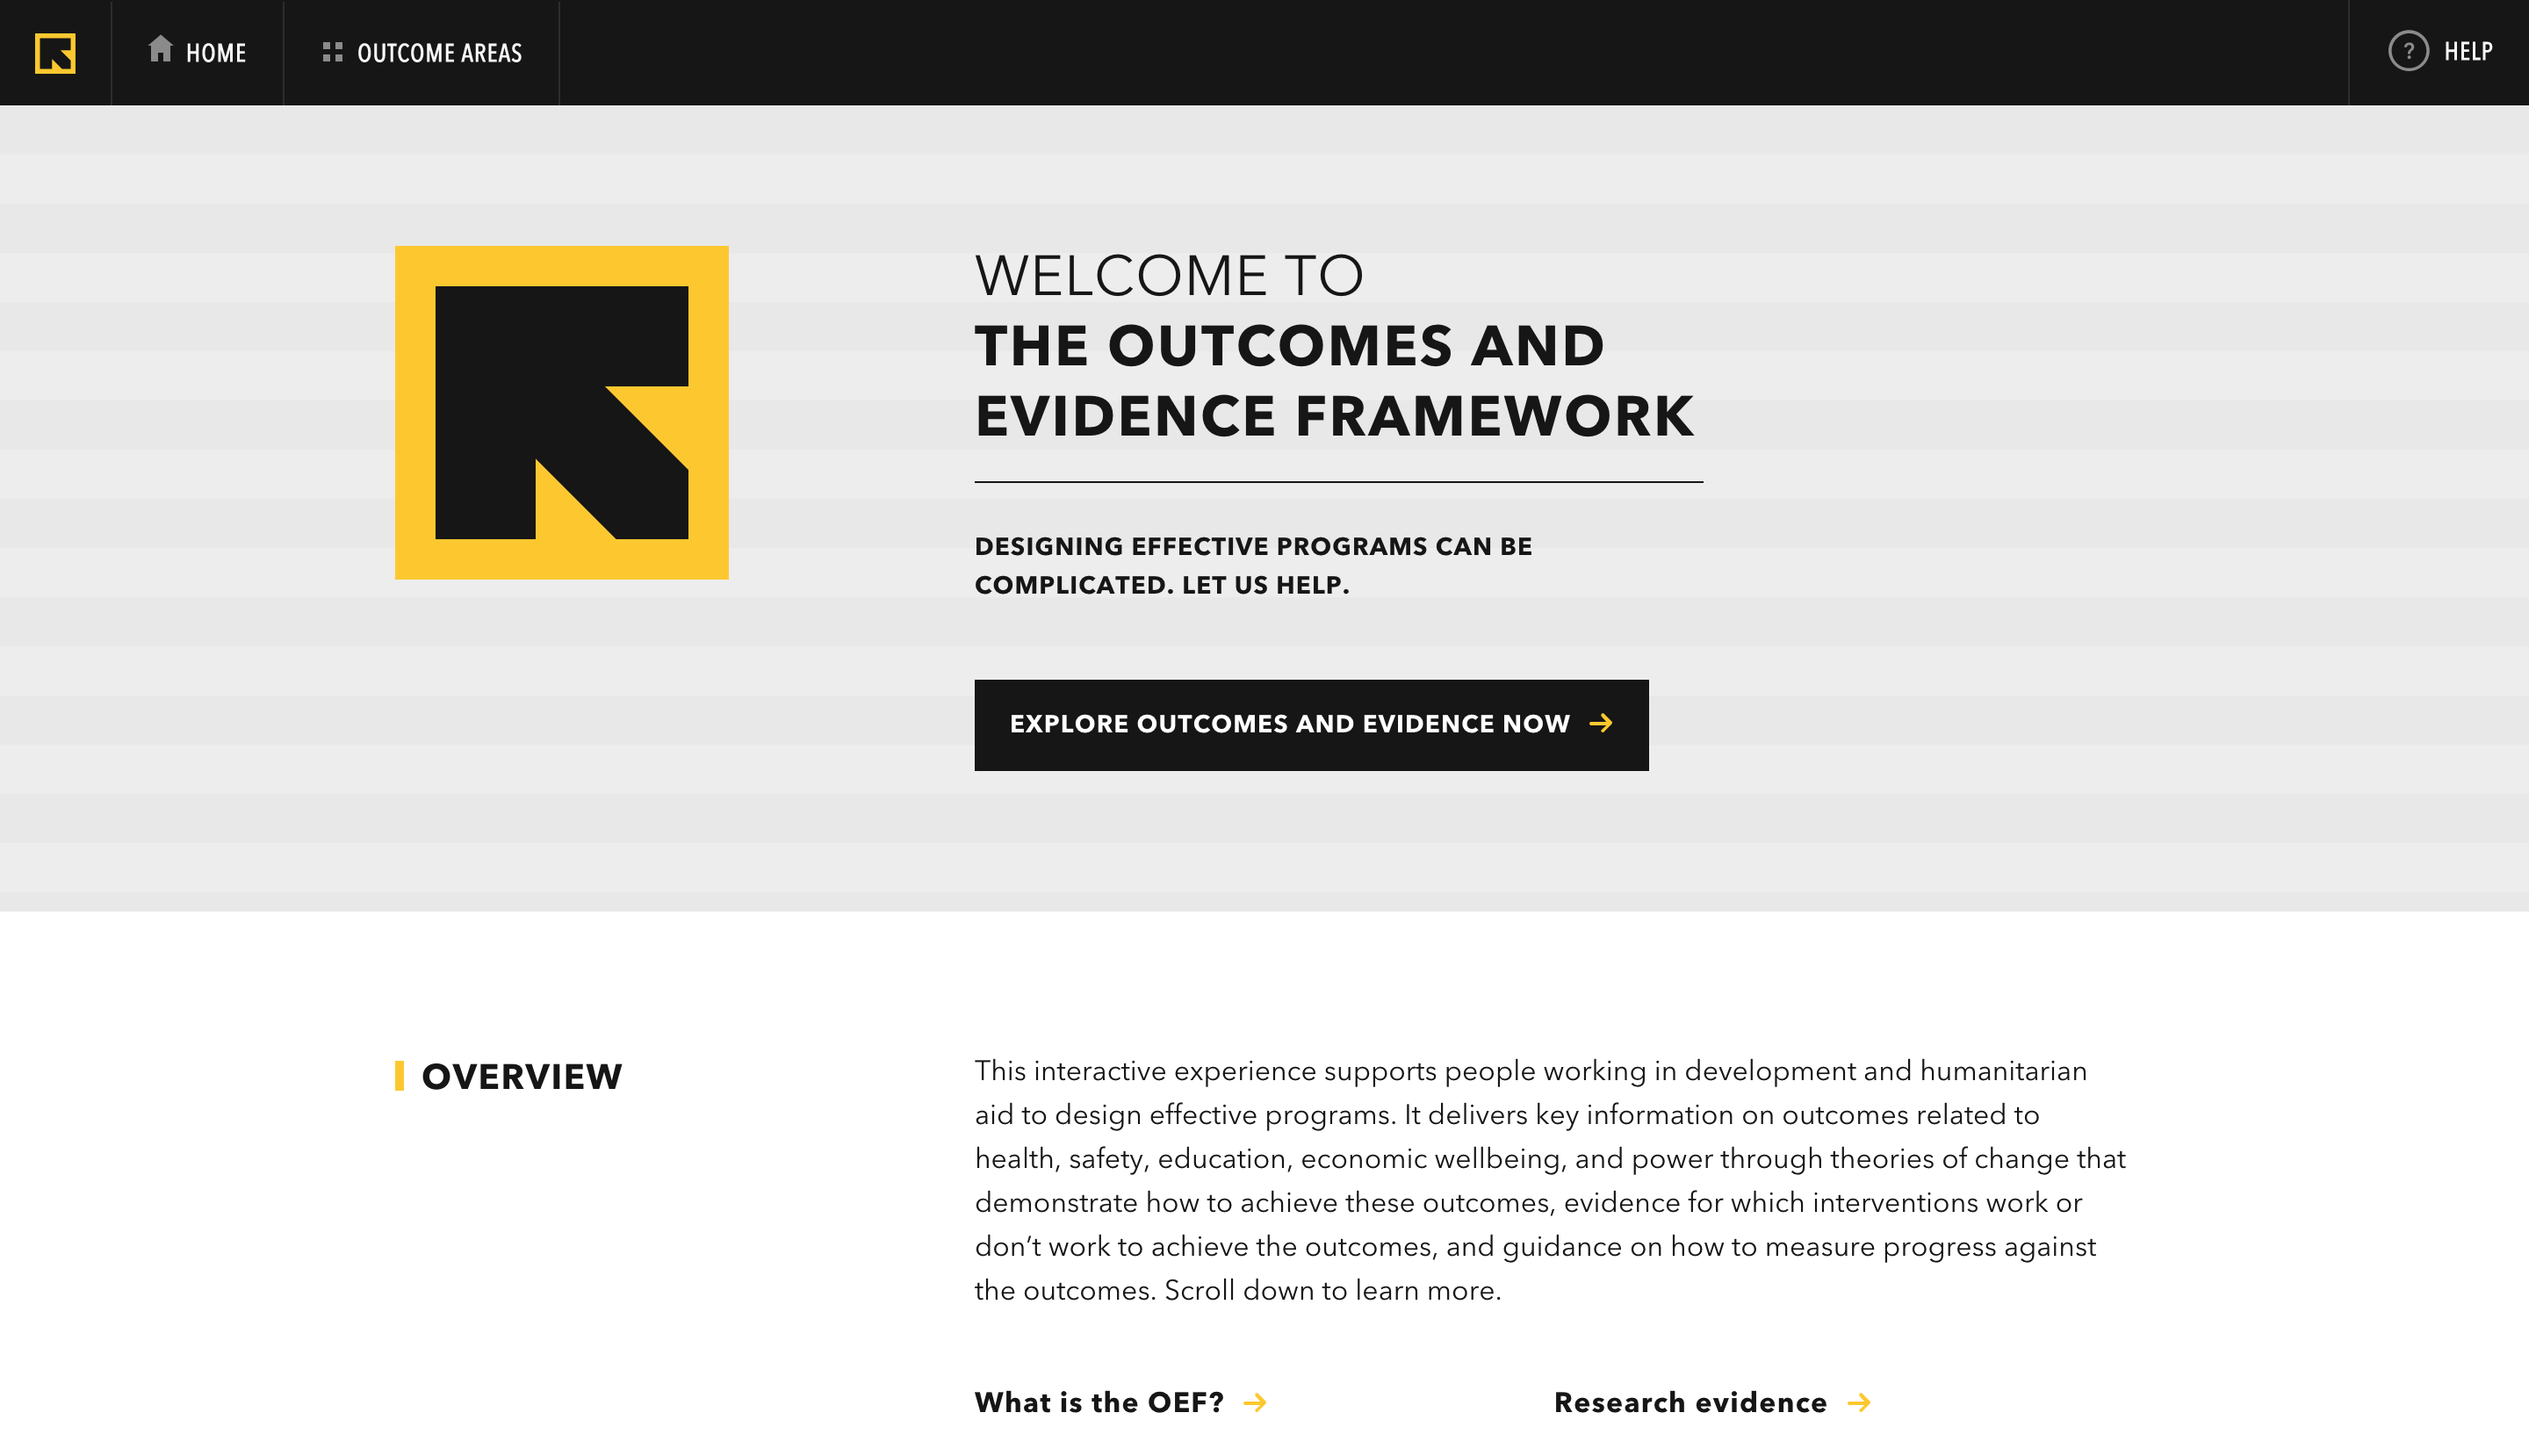 HOME
OUTCOME AREAS
? HELP
WELCOME TO
THE OUTCOMES AND
EVIDENCE FRAMEWORK
DESIGNING EFFECTIVE PROGRAMS CAN BE
COMPLICATED. LET US HELP.
EXPLORE OUTCOMES AND EVIDENCE NOW
OVERVIEW
This interactive experience supports people working in development and humanitarian
aid to design effective programs. It delivers key information on outcomes related to
health, safety, education, economic wellbeing, and power through theories of change that
demonstrate how to achieve these outcomes, evidence for which interventions work or
don’t work to achieve the outcomes, and guidance on how to measure progress against
the outcomes. Scroll down to learn more.
What is the OEF?
Research evidence